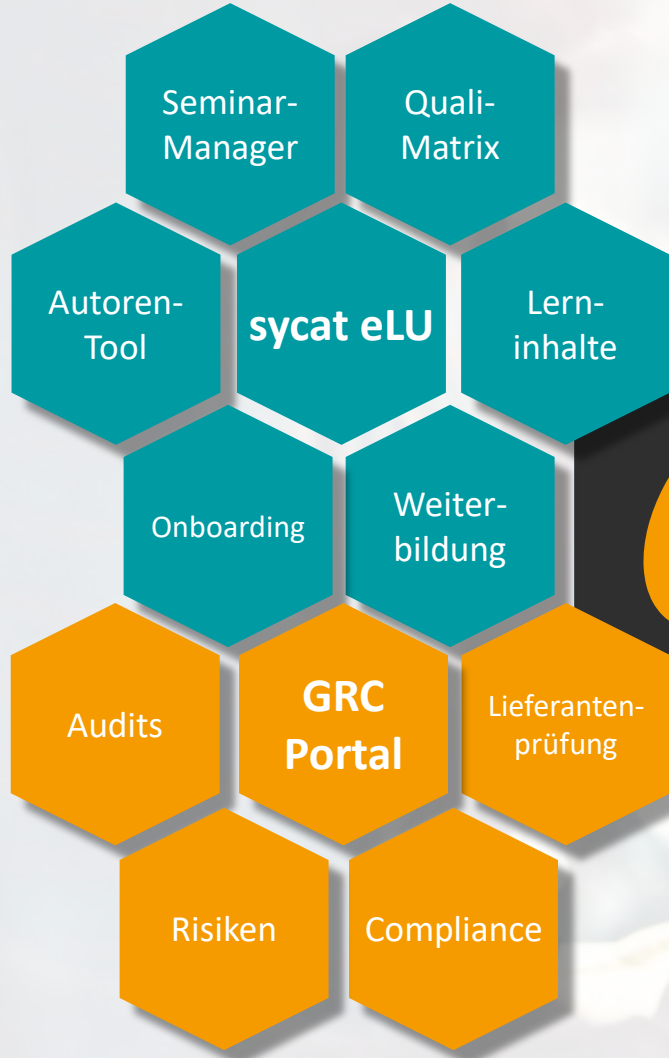 Seminar-
Manager
Quali-
Matrix
Autoren-
Tool
sycat eLU
Lern-
inhalte
Onboarding
Weiter-
bildung
Audits
GRC
Portal
Lieferanten-
prüfung
Risiken
Compliance